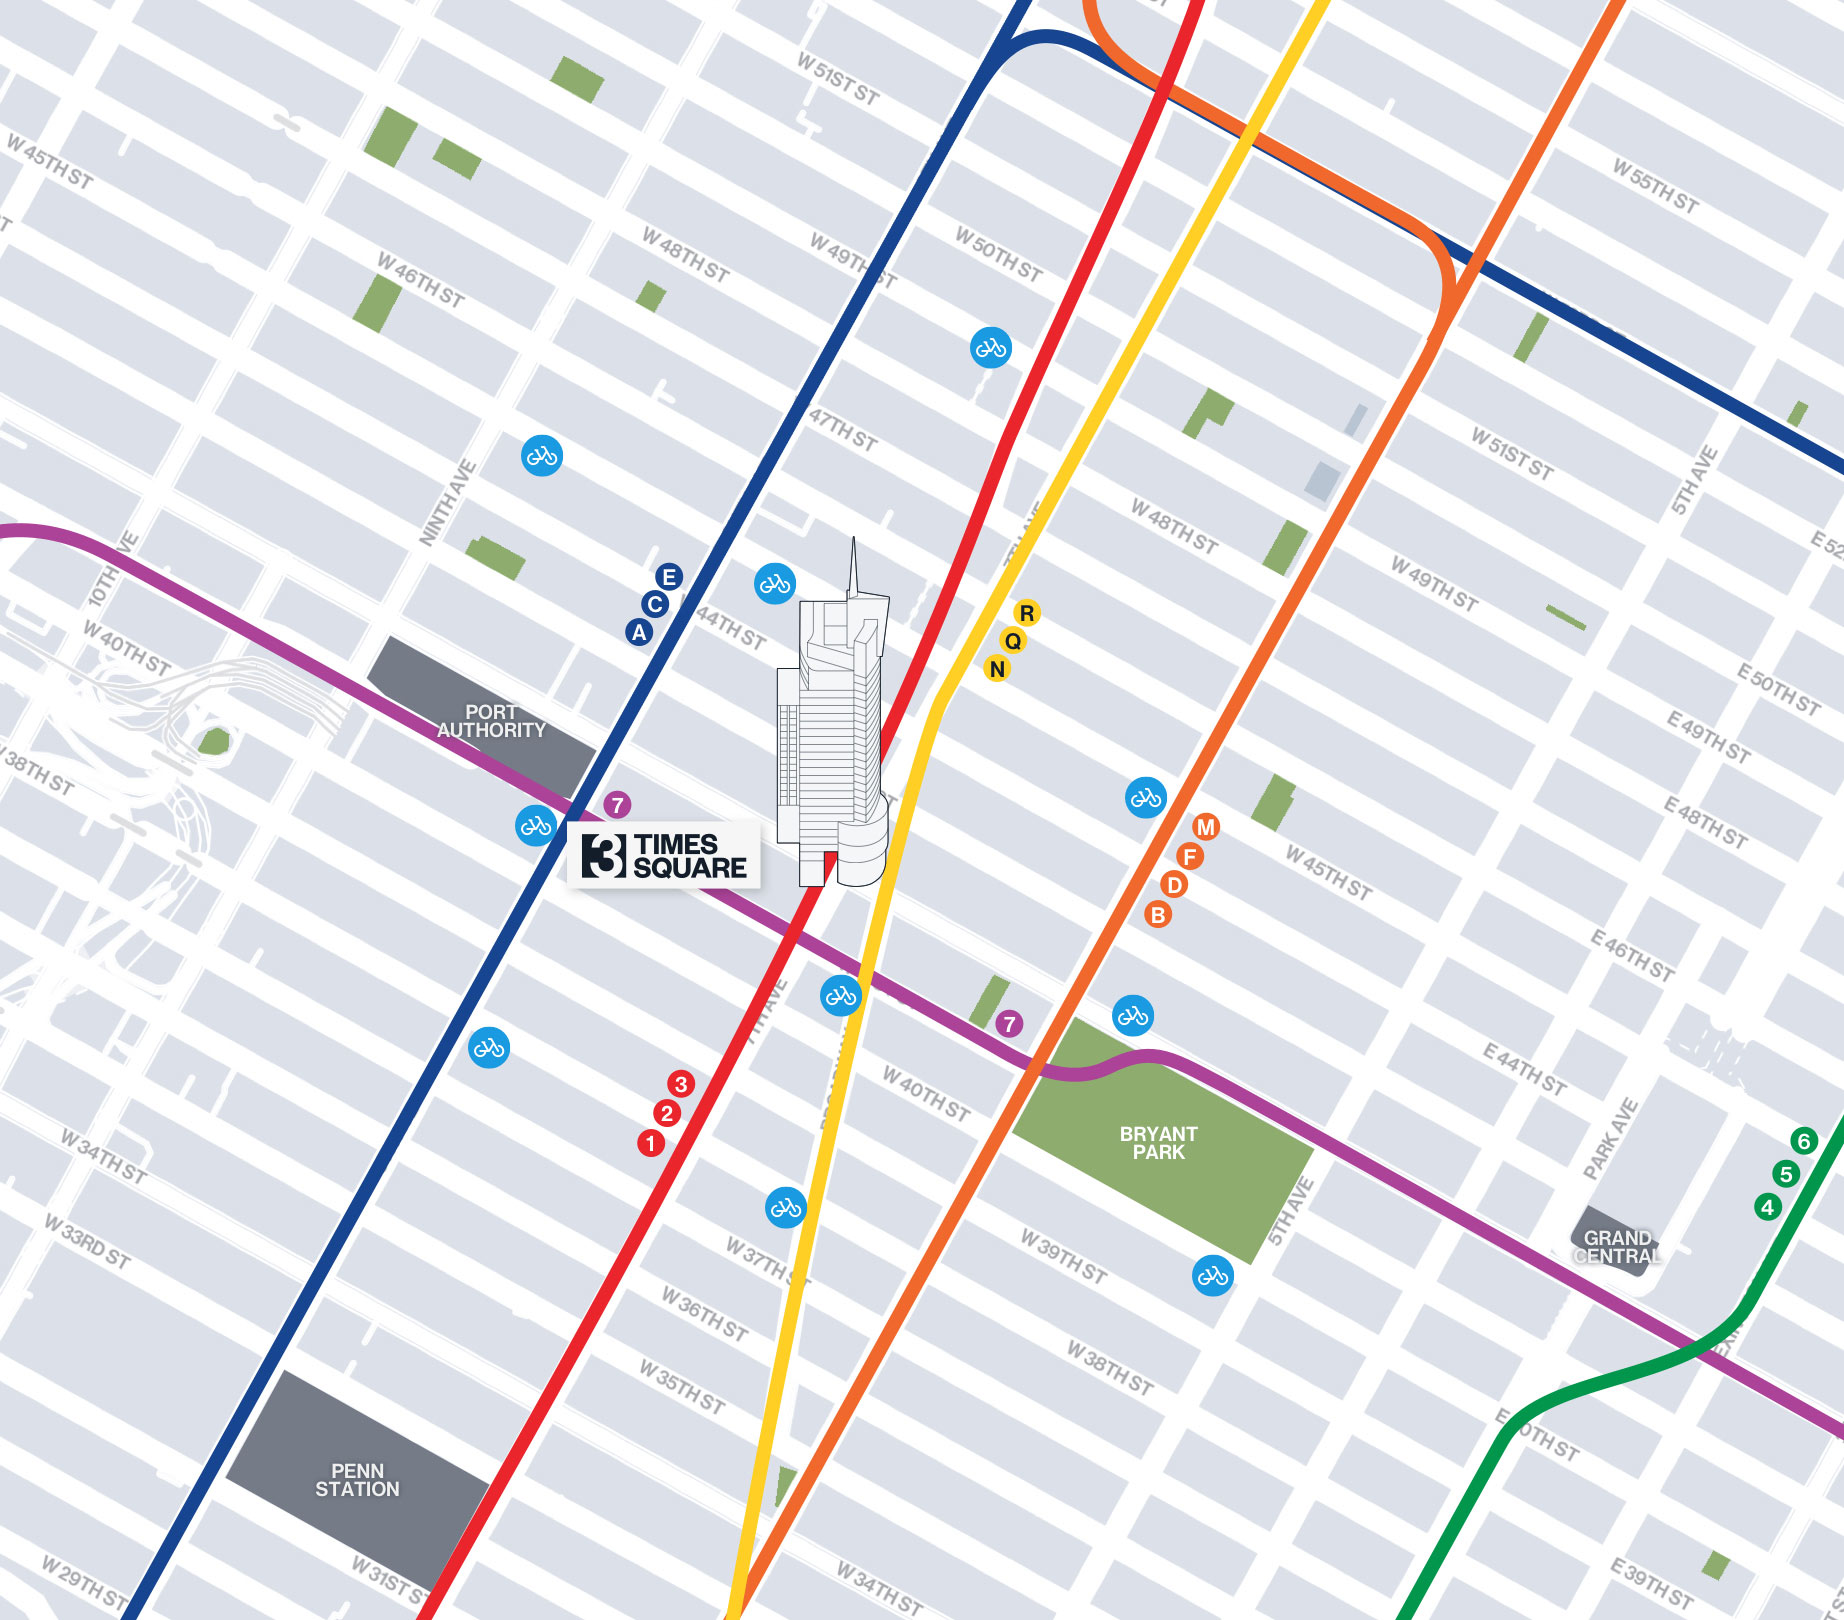 W 51ST ST
W 45TH ST
W 55TH ST
W 48TH ST
W 49TH ST
W 50TH ST
W 46TH ST
47TH ST
W 51ST ST
5TH AVE
NINTH AVE
W 48TH ST
7TH AVE
E 52
10TH AVE
W 49TH ST
E
C
A
44TH ST
R
Q
N
W 40TH ST
E 50TH ST
PORT
AUTHORITY
E 49TH ST
W 38TH ST
7
E 48TH ST
M
F
D
B
3 TIMES
SQUARE
W 45TH ST
E 46TH ST
7TH AVE
7
E 44TH ST
W 40TH ST
BROADWAY
3
2
1
BRYANT
PARK
PARK AVE
6
5
4
W 34TH ST
5TH AVE
W 33RD ST
W 37TH ST
W 39TH ST
GRAND
CENTRAL
W 36TH ST
W 38TH ST
W 35TH ST
E 40TH ST
PENN
STATION
W 29TH ST
W 31ST ST
W 34TH ST
E 39TH ST